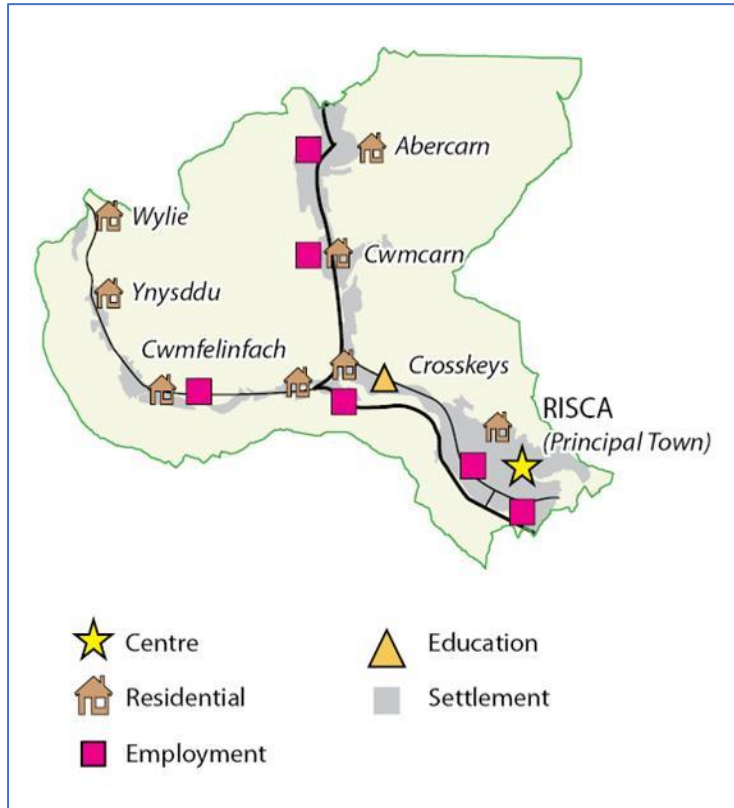 Abercarn
Wylie
Cwmcarn
Ynysddu
Cwmfelinfach
Crosskeys
RISCA
(Principal Town)
Centre
Education
Residential
Settlement
Employment